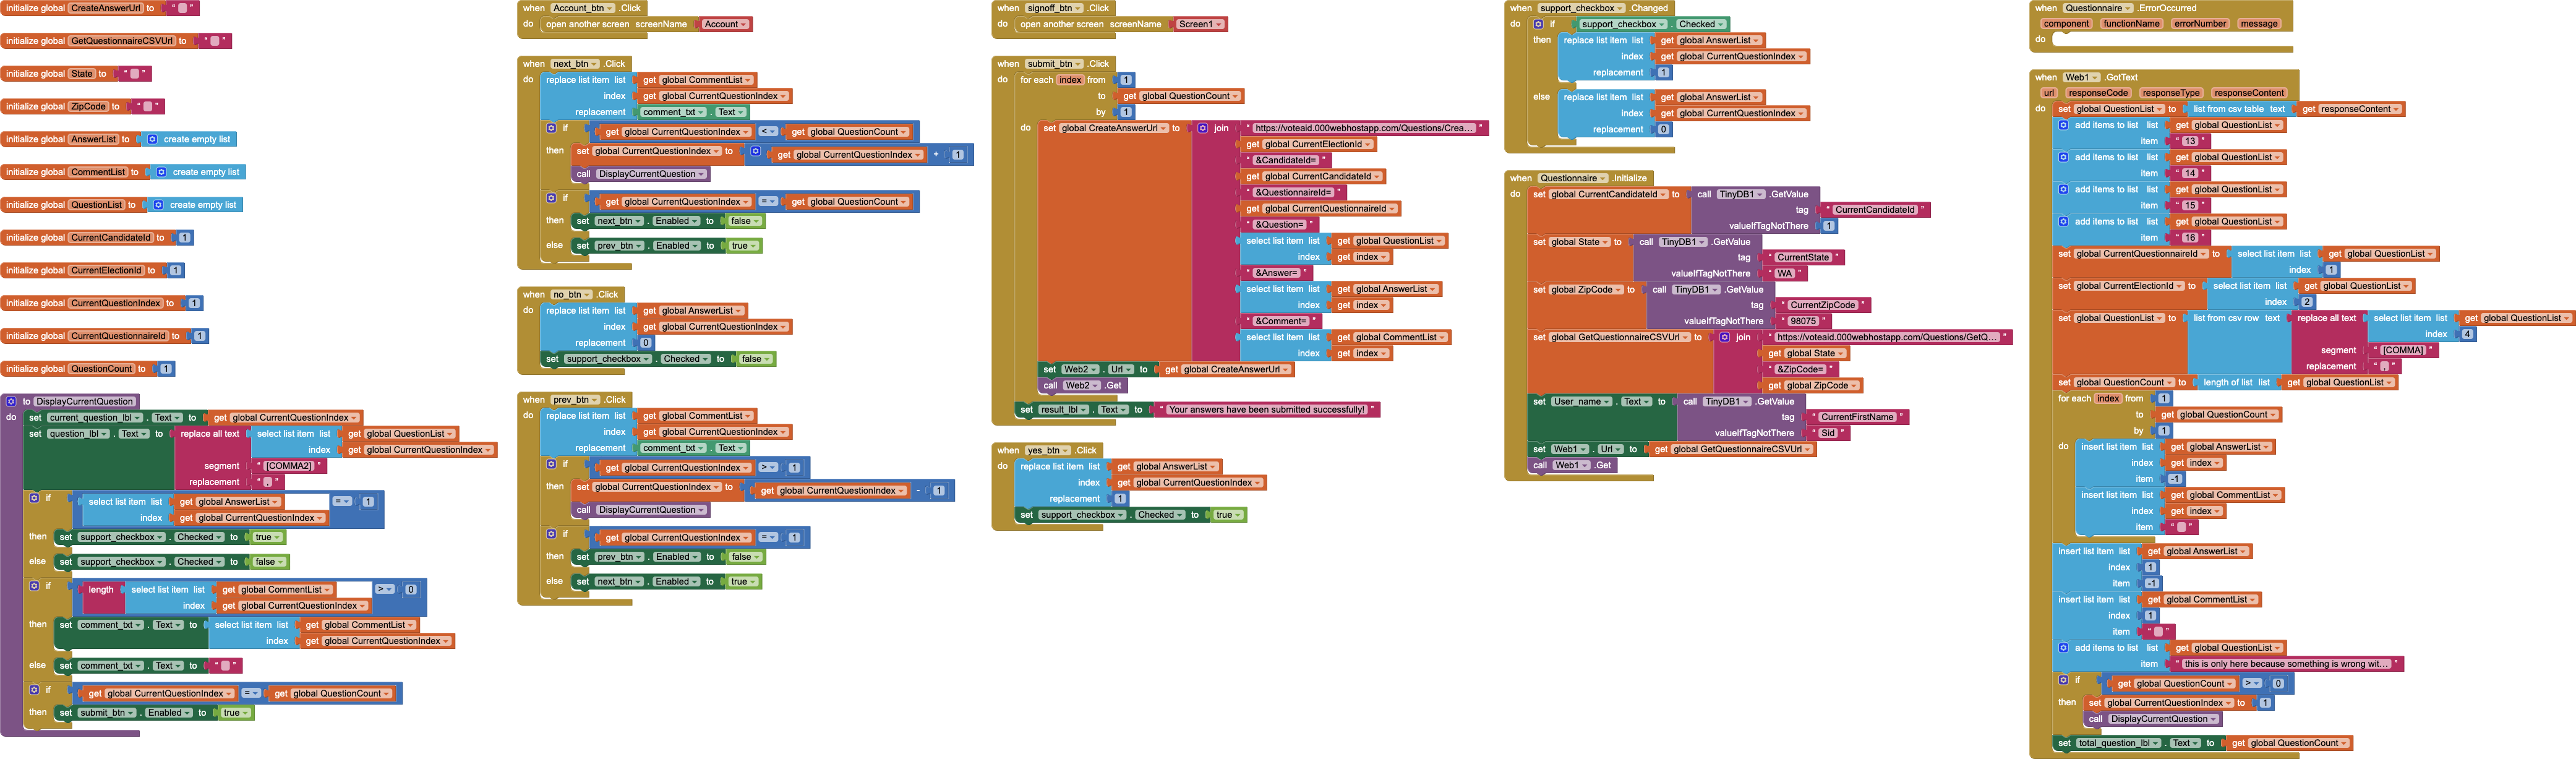 initialize global CreateAnswerUrl to " "
initialize global GetQuestionnaireCSVUrl to " "
initialize global State to " "
initialize global ZipCode to " "
initialize global AnswerList to create empty list
initialize global CommentList to create empty list
initialize global QuestionList to create empty list
initialize global CurrentCandidateId to 1
initialize global CurrentElectionId to 1
initialize global CurrentQuestionIndex to 1
initialize global CurrentQuestionnaireId to 1
initialize global QuestionCount to 1
to DisplayCurrentQuestion
do set current_question_lbl . Text to get global CurrentQuestionIndex
set question_lbl . Text to replace all text select list item list get global QuestionList
index get global CurrentQuestionIndex
segment " [COMMA2] "
replacement " , "
if select list item list get global AnswerList = 1
index get global CurrentQuestionIndex
then set support_checkbox . Checked to true
else set support_checkbox . Checked to false
if length select list item list get global CommentList > 0
index get global CurrentQuestionIndex
then set comment_txt . Text to select list item list get global CommentList
index get global CurrentQuestionIndex
else set comment_txt . Text to " "
if get global CurrentQuestionIndex = get global QuestionCount
then set submit_btn . Enabled to true
when Account_btn .Click
do open another screen screenName Account
when next_btn .Click
do replace list item list get global CommentList
index get global CurrentQuestionIndex
replacement comment_txt . Text
if get global CurrentQuestionIndex < get global QuestionCount
then set global CurrentQuestionIndex to get global CurrentQuestionIndex + 1
call DisplayCurrentQuestion
if get global CurrentQuestionIndex = get global QuestionCount
then set next_btn . Enabled to false
else set prev_btn . Enabled to true
when no_btn .Click
do replace list item list get global AnswerList
index get global CurrentQuestionIndex
replacement 0
set support_checkbox . Checked to false
when prev_btn .Click
do replace list item list get global CommentList
index get global CurrentQuestionIndex
replacement comment_txt . Text
if get global CurrentQuestionIndex > 1
then set global CurrentQuestionIndex to get global CurrentQuestionIndex - 1
call DisplayCurrentQuestion
if get global CurrentQuestionIndex = 1
then set prev_btn . Enabled to false
else set next_btn . Enabled to true
when signoff_btn .Click
do open another screen screenName Screen1
when submit_btn .Click
do for each index from 1
to get global QuestionCount
by 1
do set global CreateAnswerUrl to join " https://voteaid.000webhostapp.com/Questions/Crea... "
get global CurrentElectionId
" &CandidateId= "
get global CurrentCandidateId
" &QuestionnaireId= "
get global CurrentQuestionnaireId
" &Question= "
select list item list get global QuestionList
index get index
" &Answer= "
select list item list get global AnswerList
index get index
" &Comment= "
select list item list get global CommentList
index get index
set Web2 . Url to get global CreateAnswerUrl
call Web2 .Get
set result_lbl . Text to " Your answers have been submitted successfully! "
when yes_btn .Click
do replace list item list get global AnswerList
index get global CurrentQuestionIndex
replacement 1
set support_checkbox . Checked to true
when support_checkbox .Changed
do if support_checkbox . Checked
then replace list item list get global AnswerList
index get global CurrentQuestionIndex
replacement 1
else replace list item list get global AnswerList
index get global CurrentQuestionIndex
replacement 0
when Questionnaire .Initialize
do set global CurrentCandidateId to call TinyDB1 .GetValue
tag " CurrentCandidateId "
valueIfTagNotThere 1
set global State to call TinyDB1 .GetValue
tag " CurrentState "
valueIfTagNotThere " WA "
set global ZipCode to call TinyDB1 .GetValue
tag " CurrentZipCode "
valueIfTagNotThere " 98075 "
set global GetQuestionnaireCSVUrl to join " https://voteaid.000webhostapp.com/Questions/GetQ... "
get global State
" &ZipCode= "
get global ZipCode
set User_name . Text to call TinyDB1 .GetValue
tag " CurrentFirstName "
valueIfTagNotThere " Sid "
set Web1 . Url to get global GetQuestionnaireCSVUrl
call Web1 .Get
when Questionnaire .ErrorOccurred
component functionName errorNumber message
do
when Web1 .GotText
url responseCode responseType responseContent
do set global QuestionList to list from csv table text get responseContent
add items to list list get global QuestionList
item " 13 "
add items to list list get global QuestionList
item " 14 "
add items to list list get global QuestionList
item " 15 "
add items to list list get global QuestionList
item " 16 "
set global CurrentQuestionnaireId to select list item list get global QuestionList
index 1
set global CurrentElectionId to select list item list get global QuestionList
index 2
set global QuestionList to list from csv row text replace all text select list item list get global QuestionList
index 4
segment " [COMMA] "
replacement " , "
set global QuestionCount to length of list list get global QuestionList
for each index from 1
to get global QuestionCount
by 1
do insert list item list get global AnswerList
index get index
item -1
insert list item list get global CommentList
index get index
item " "
insert list item list get global AnswerList
index 1
item -1
insert list item list get global CommentList
index 1
item " "
add items to list list get global QuestionList
item " this is only here because something is wrong wit... "
if get global QuestionCount > 0
then set global CurrentQuestionIndex to 1
call DisplayCurrentQuestion
set total_question_lbl . Text to get global QuestionCount